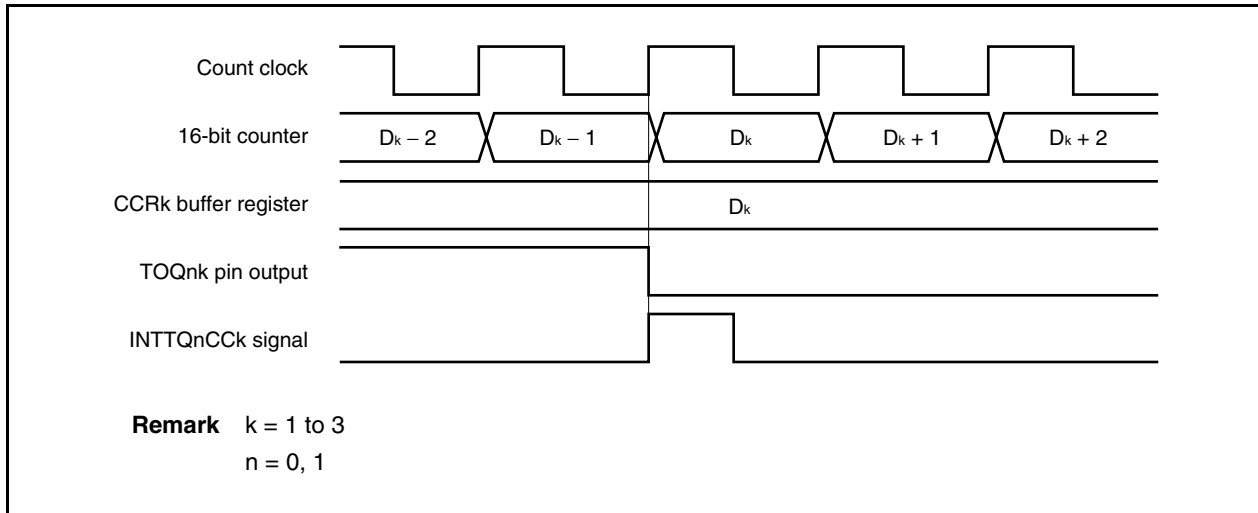 Count clock
16-bit counter
Dk − 2
Dk − 1
Dk
Dk + 1
Dk + 2
CCRk buffer register
Dk
TOQnk pin output
INTTQnCCk signal
Remark k = 1 to 3
n = 0, 1